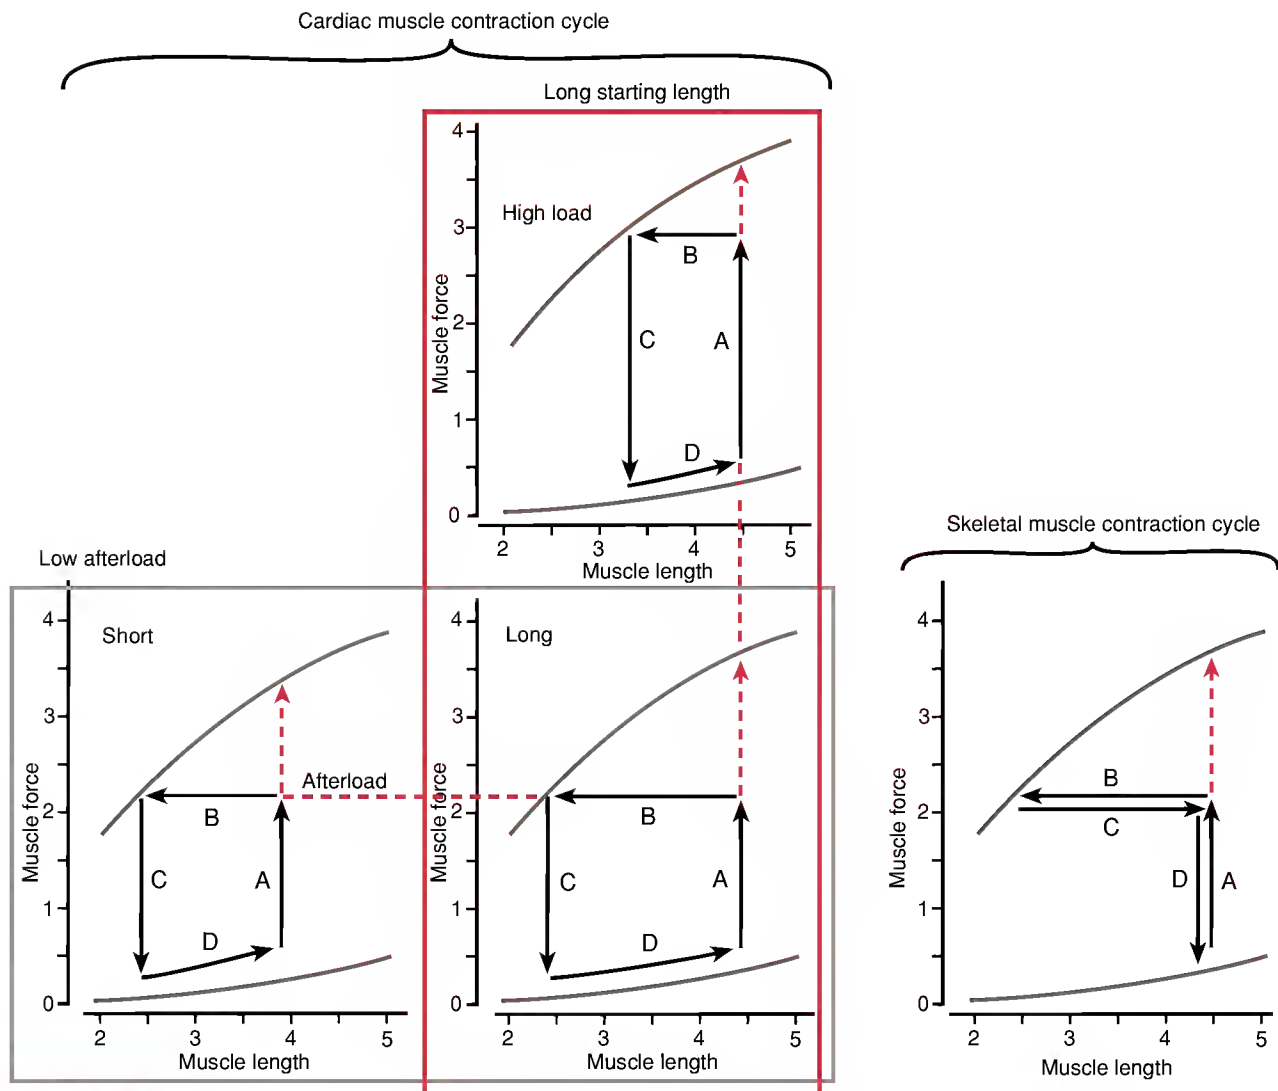 Cardiac muscle contraction cycle
Long starting length
4
3
2
1
0
Muscle force
High load
B
C
A
D
2 3 4 5
Muscle length
Low afterload
4
3
2
1
0
Muscle force
Short
Afterload
B
C
A
D
2 3 4 5
Muscle length
4
3
2
1
0
Muscle force
Long
B
C
A
D
2 3 4 5
Muscle length
Skeletal muscle contraction cycle
4
3
2
1
0
Muscle force
B
C
D
A
2 3 4 5
Muscle length